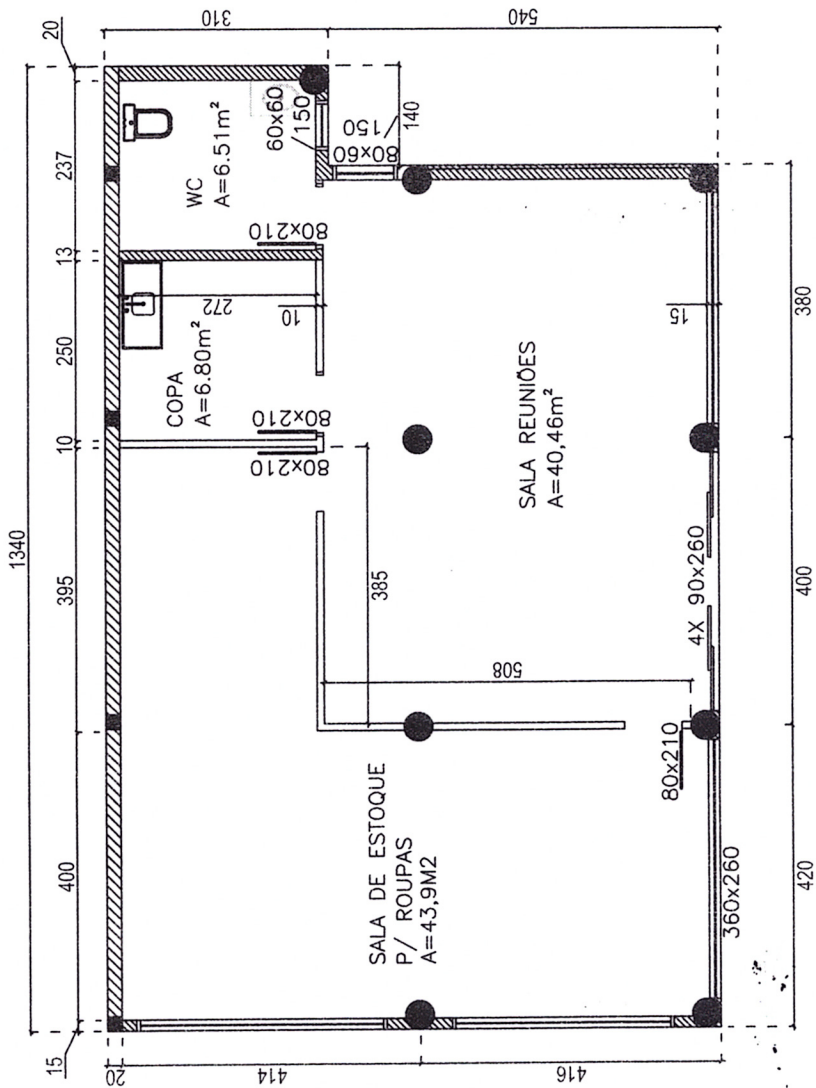 1340
15
400
395
10
250
13
237
20
310
540
20
414
416
WC
A=6.51m²
60x60
150
80x60
150
140
80x210
COPA
A=6.80m²
272
10
80x210
80x210
385
SALA REUNIÕES
A=40,46m²
15
508
4X 90x260
80x210
SALA DE ESTOQUE
P/ ROUPAS
A=43,9M2
360x260
420
400
380